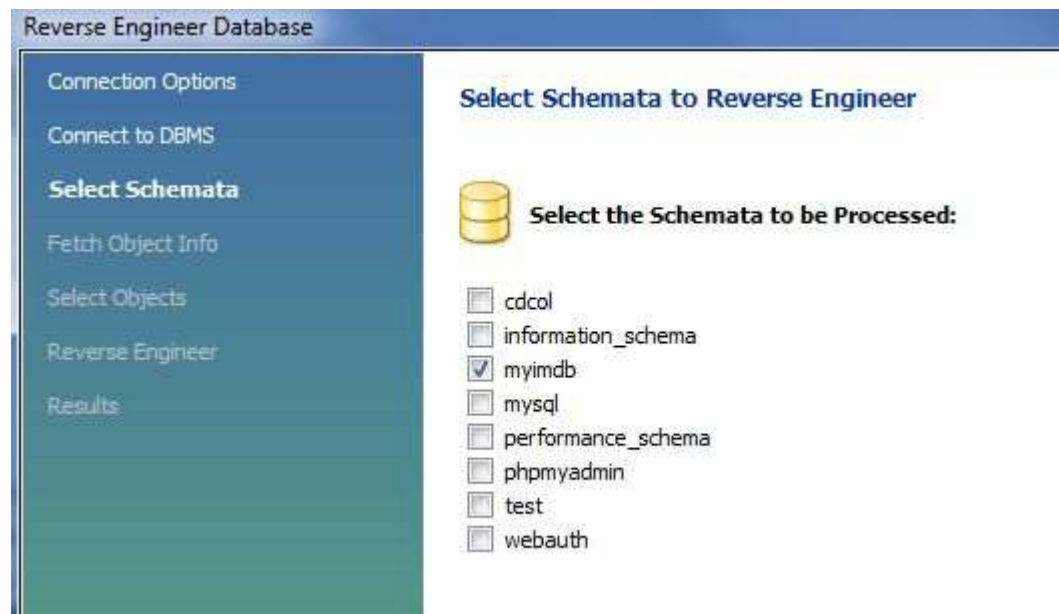 Reverse Engineer Database
Connection Options
Connect to DBMS
Select Schemata
Fetch Object Info
Select Objects
Reverse Engineer
Results
Select Schemata to Reverse Engineer
Select the Schemata to be Processed:
cdcol
information_schema
myimdb
mysql
performance_schema
phpmyadmin
test
webauth